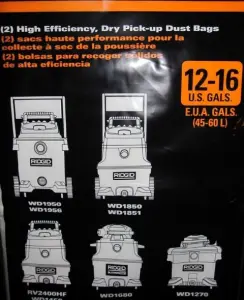 (2) High Efficiency, Dry Pick-up Dust Bags
(2) sacs haute performance pour la
collecte à sec de la poussière
(2) bolsas para recoger sólidos
de alta eficiencia
12-16
U.S. GALS.
E.U.A. GALS.
(45-60 L)
RIDGID
RIDGID
WD1950
WD1956
WD1850
WD1851
RIDGID
RIDGID
RIDGID
RV2400HF
WD1680
WD1270